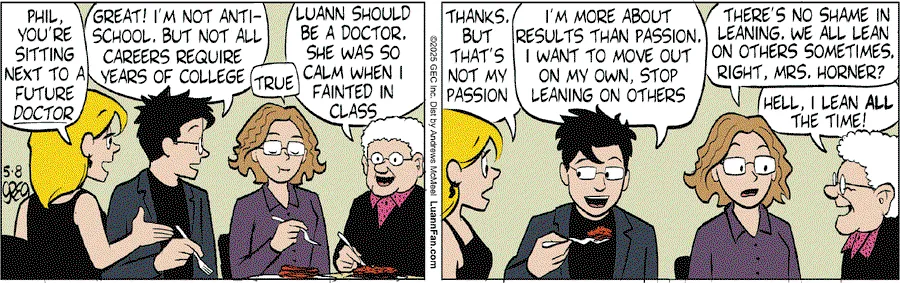 PHIL,
YOU'RE
SITTING
NEXT TO A
FUTURE
DOCTOR
GREAT! I'M NOT ANTI-
SCHOOL. BUT NOT ALL
CAREERS REQUIRE
YEARS OF COLLEGE
TRUE
LUANN SHOULD
BE A DOCTOR.
SHE WAS SO
CALM WHEN I
FAINTED IN
CLASS
5-8
GREG
©2025 GEC Inc. Dist by Andrews McMeel LuannFan.com
THANKS.
BUT
THAT'S
NOT MY
PASSION
I'M MORE ABOUT
RESULTS THAN PASSION.
I WANT TO MOVE OUT
ON MY OWN, STOP
LEANING ON OTHERS
THERE'S NO SHAME IN
LEANING. WE ALL LEAN
ON OTHERS SOMETIMES.
RIGHT, MRS. HORNER?
HELL, I LEAN ALL
THE TIME!